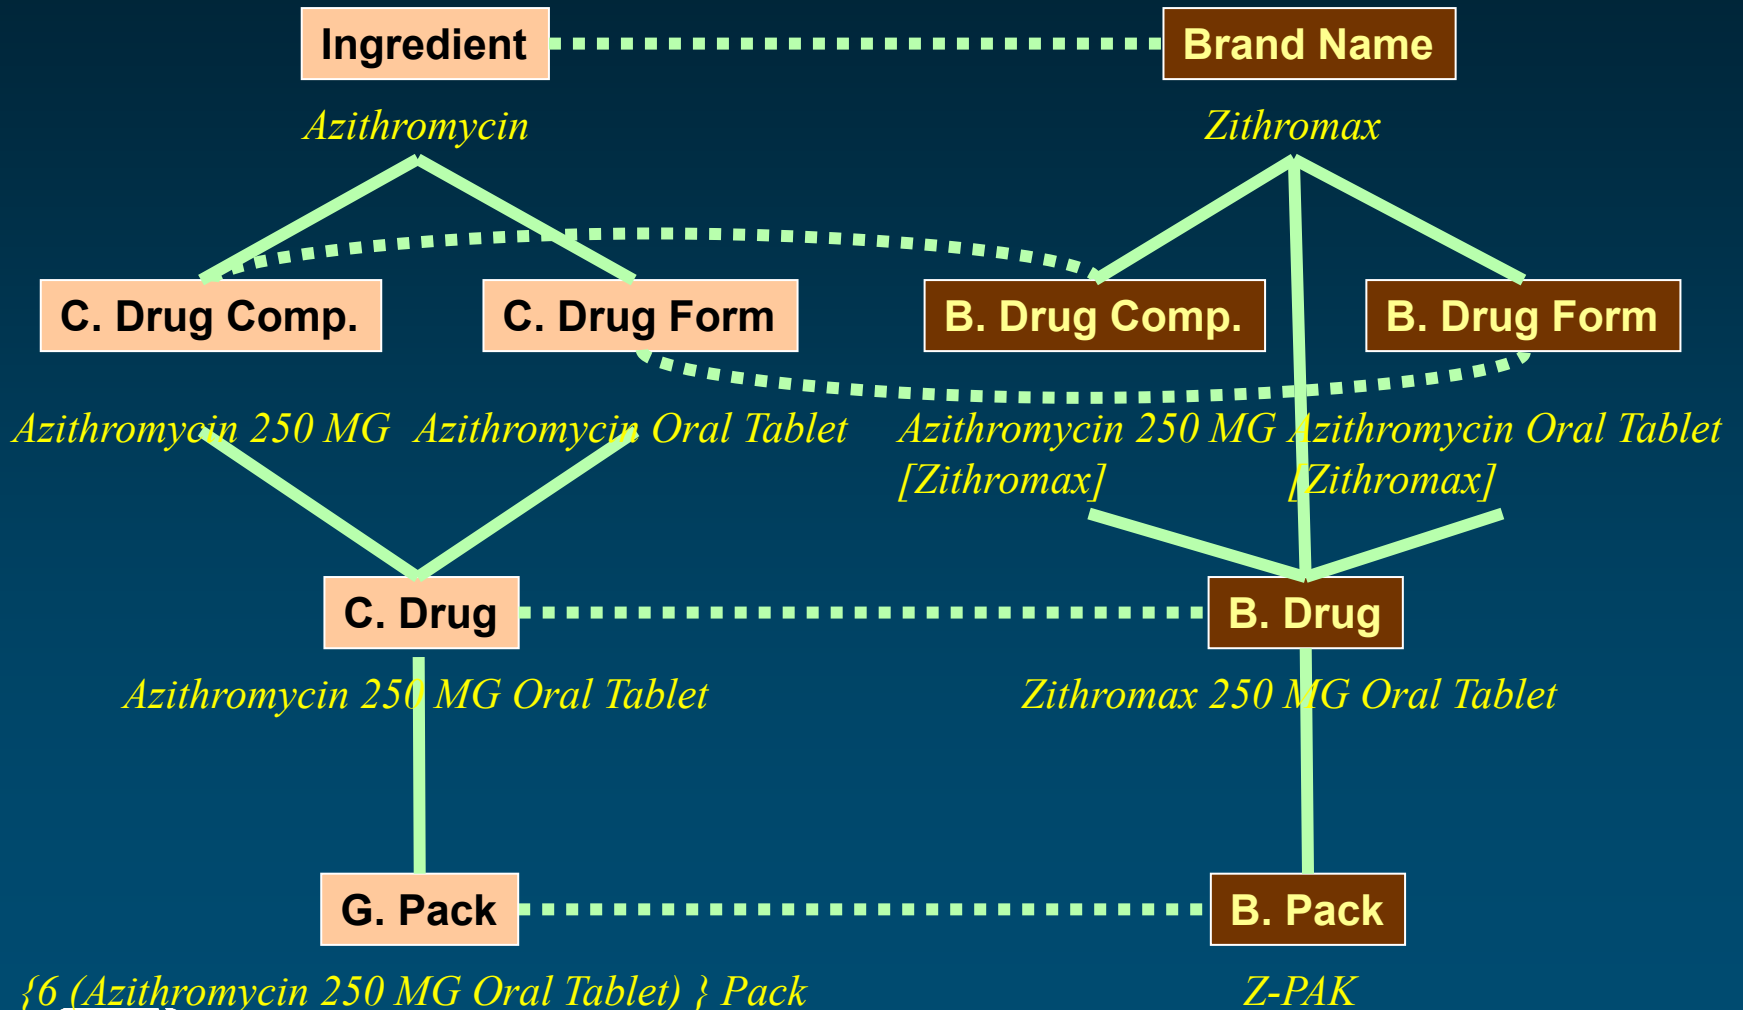 Ingredient
Brand Name
Azithromycin
Zithromax
C. Drug Comp.
C. Drug Form
B. Drug Comp.
B. Drug Form
Azithromycin 250 MG
Azithromycin Oral Tablet
Azithromycin 250 MG
[Zithromax]
Azithromycin Oral Tablet
[Zithromax]
C. Drug
B. Drug
Azithromycin 250 MG Oral Tablet
Zithromax 250 MG Oral Tablet
G. Pack
B. Pack
{6 (Azithromycin 250 MG Oral Tablet) } Pack
Z-PAK